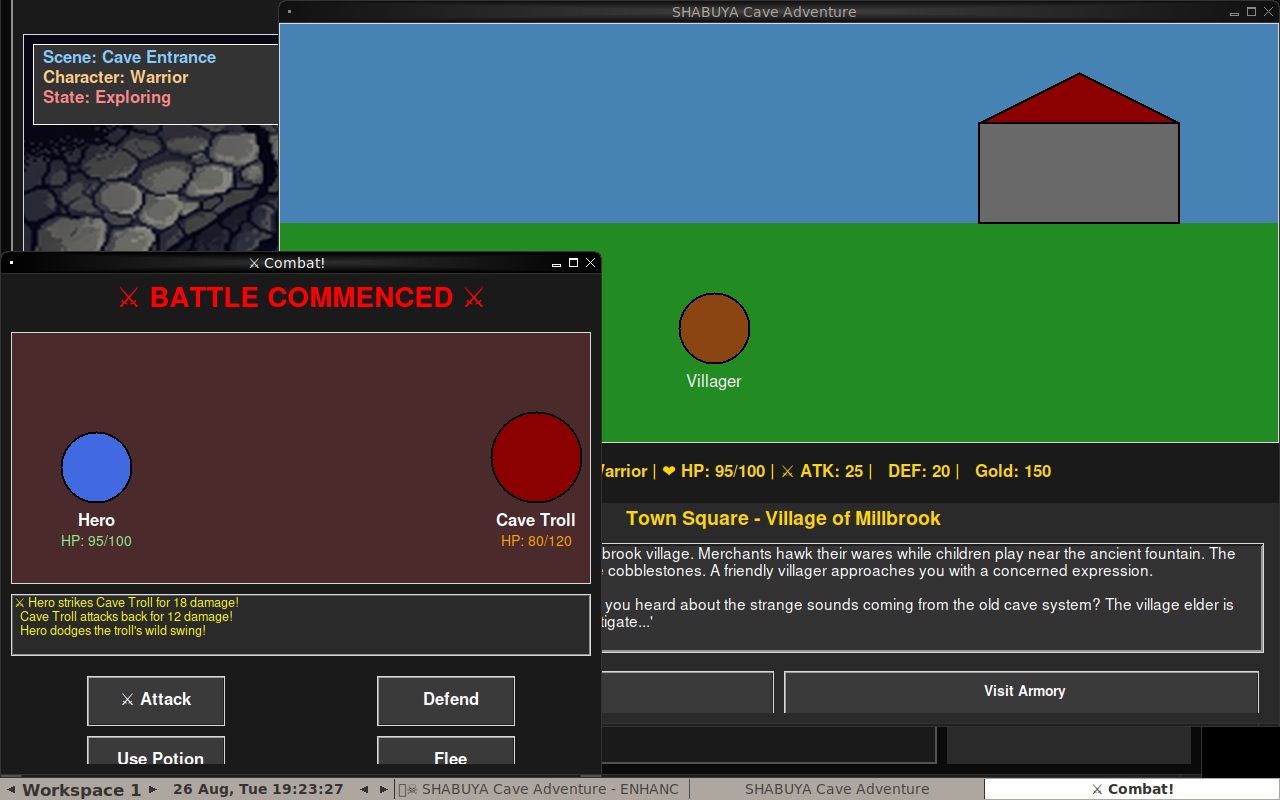 SHABUYA Cave Adventure
Scene: Cave Entrance
Character: Warrior
State: Exploring
Villager
⚔ Combat!
⚔ BATTLE COMMENCED ⚔
Hero
HP: 95/100
Cave Troll
HP: 80/120
⚔ Hero strikes Cave Troll for 18 damage!
Cave Troll attacks back for 12 damage!
Hero dodges the troll's wild swing!
⚔ Attack
Defend
Use Potion
Flee
Warrior | ❤ HP: 95/100 | ⚔ ATK: 25 | DEF: 20 | Gold: 150
Town Square - Village of Millbrook
brook village. Merchants hawk their wares while children play near the ancient fountain. The
cobblestones. A friendly villager approaches you with a concerned expression.
you heard about the strange sounds coming from the old cave system? The village elder is
tigate...'
Visit Armory
Workspace 1
26 Aug, Tue 19:23:27
☠ SHABUYA Cave Adventure - ENHANC
SHABUYA Cave Adventure
⚔ Combat!